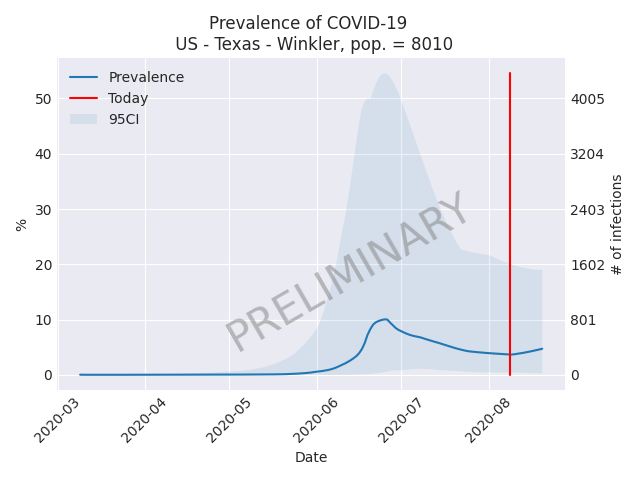 Prevalence of COVID-19
US - Texas - Winkler, pop. = 8010
Prevalence
Today
95CI
50
40
30
20
10
0
%
4005
3204
2403
1602
801
0
# of infections
PRELIMINARY
2020-03
2020-04
2020-05
2020-06
2020-07
2020-08
Date